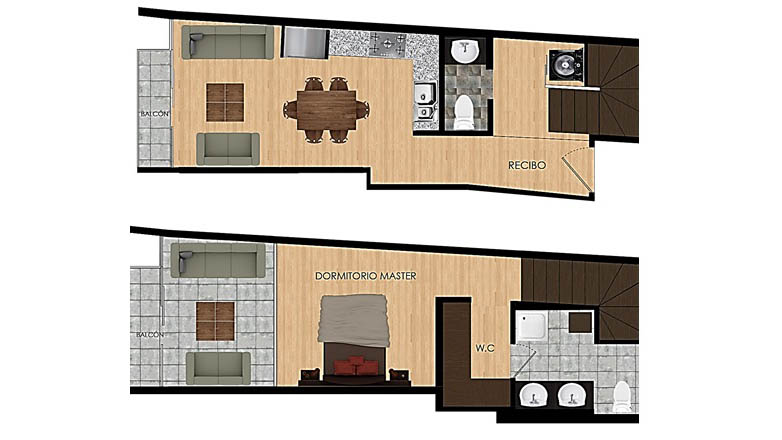 BALCÓN
RECIBO
DORMITORIO MASTER
BALCÓN
W.C